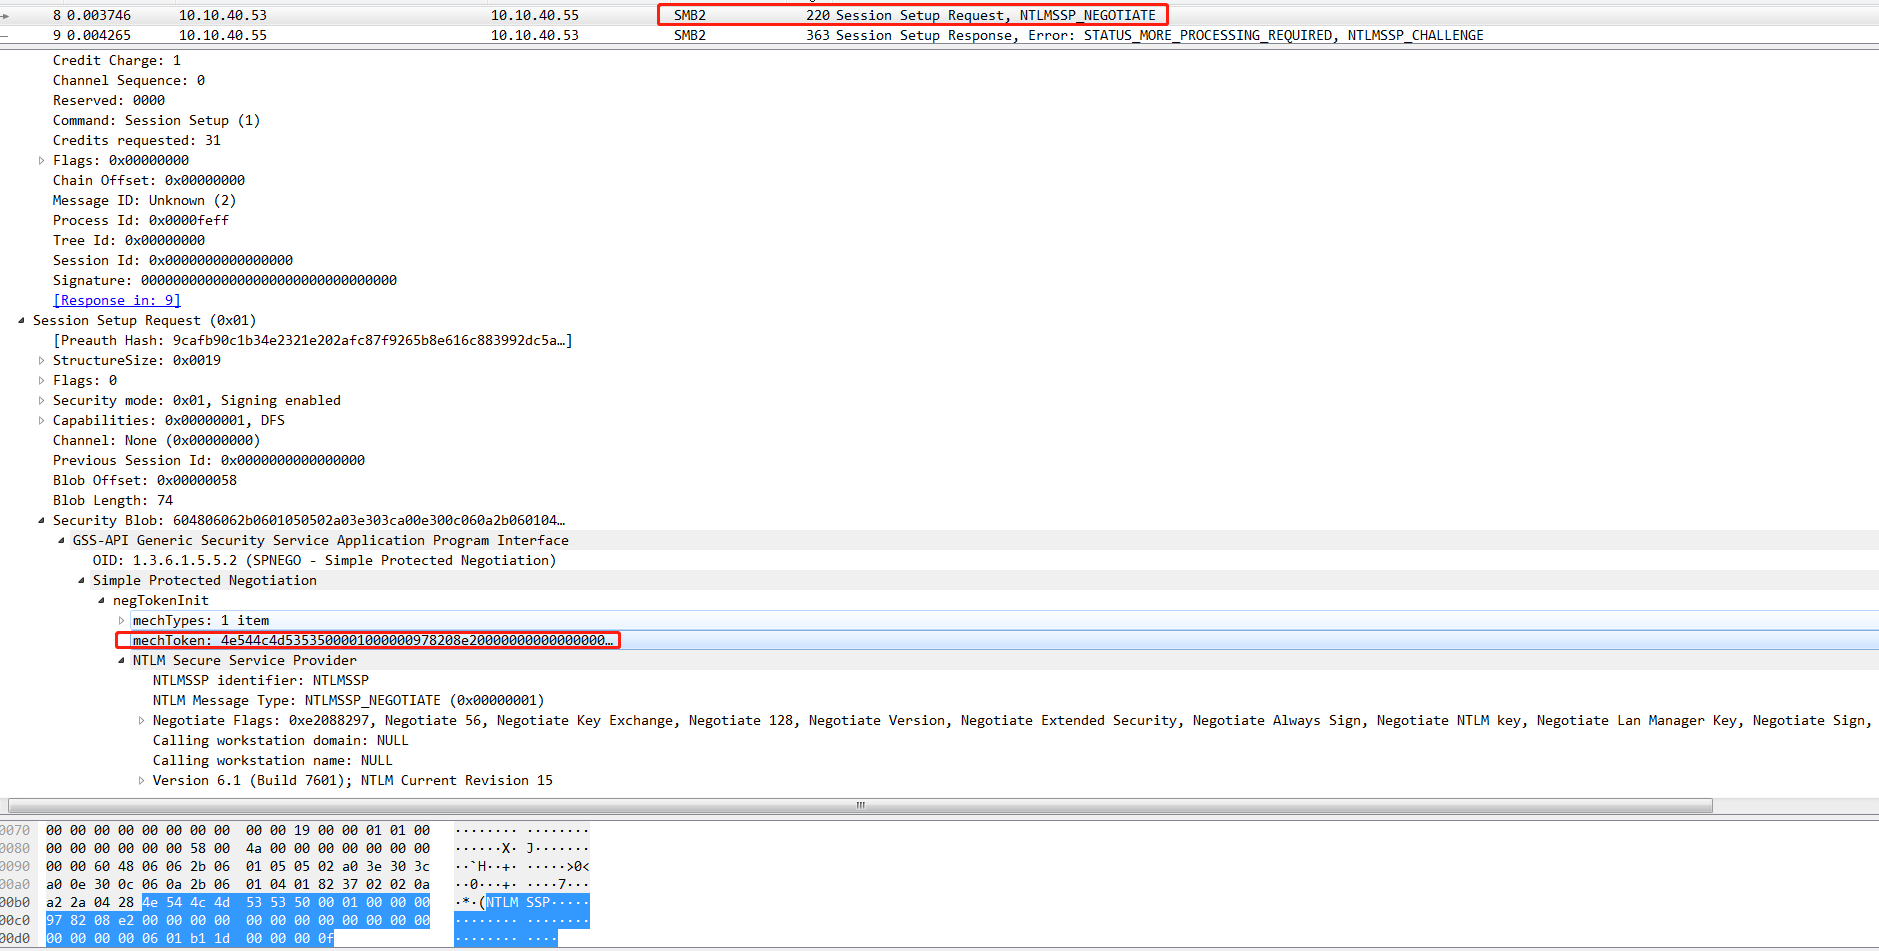 8 0.003746 10.10.40.53 10.10.40.55 SMB2 220 Session Setup Request, NTLMSSP_NEGOTIATE
9 0.004265 10.10.40.55 10.10.40.53 SMB2 363 Session Setup Response, Error: STATUS_MORE_PROCESSING_REQUIRED, NTLMSSP_CHALLENGE
Credit Charge: 1
Channel Sequence: 0
Reserved: 0000
Command: Session Setup (1)
Credits requested: 31
Flags: 0x00000000
Chain Offset: 0x00000000
Message ID: Unknown (2)
Process Id: 0x0000feff
Tree Id: 0x00000000
Session Id: 0x0000000000000000
Signature: 00000000000000000000000000000000
[Response in: 9]
Session Setup Request (0x01)
[Preauth Hash: 9cafb90c1b34e2321e202afc87f9265b8e616c883992dc5a…]
StructureSize: 0x0019
Flags: 0
Security mode: 0x01, Signing enabled
Capabilities: 0x00000001, DFS
Channel: None (0x00000000)
Previous Session Id: 0x0000000000000000
Blob Offset: 0x00000058
Blob Length: 74
Security Blob: 604806062b0601050502a03e303ca00e300c060a2b060104…
GSS-API Generic Security Service Application Program Interface
OID: 1.3.6.1.5.5.2 (SPNEGO - Simple Protected Negotiation)
Simple Protected Negotiation
negTokenInit
mechTypes: 1 item
mechToken: 4e544c4d5353500001000000978208e20000000000000000…
NTLM Secure Service Provider
NTLMSSP identifier: NTLMSSP
NTLM Message Type: NTLMSSP_NEGOTIATE (0x00000001)
Negotiate Flags: 0xe2088297, Negotiate 56, Negotiate Key Exchange, Negotiate 128, Negotiate Version, Negotiate Extended Security, Negotiate Always Sign, Negotiate NTLM key, Negotiate Lan Manager Key, Negotiate Sign,
Calling workstation domain: NULL
Calling workstation name: NULL
Version 6.1 (Build 7601); NTLM Current Revision 15
0070 00 00 00 00 00 00 00 00 00 00 19 00 00 01 01 00 ········ ········
0080 00 00 00 00 00 00 58 00 4a 00 00 00 00 00 00 00 ······X· J·······
0090 00 00 60 48 06 06 2b 06 01 05 05 02 a0 3e 30 3c ··`H··+· ·····>0<
00a0 a0 0e 30 0c 06 0a 2b 06 01 04 01 82 37 02 02 0a ··0···+· ····7···
00b0 a2 2a 04 28 4e 54 4c 4d 53 53 50 00 01 00 00 00 ·*·(NTLM SSP·····
00c0 97 82 08 e2 00 00 00 00 00 00 00 00 00 00 00 00 ········ ········
00d0 00 00 00 00 06 01 b1 1d 00 00 00 0f ········ ····